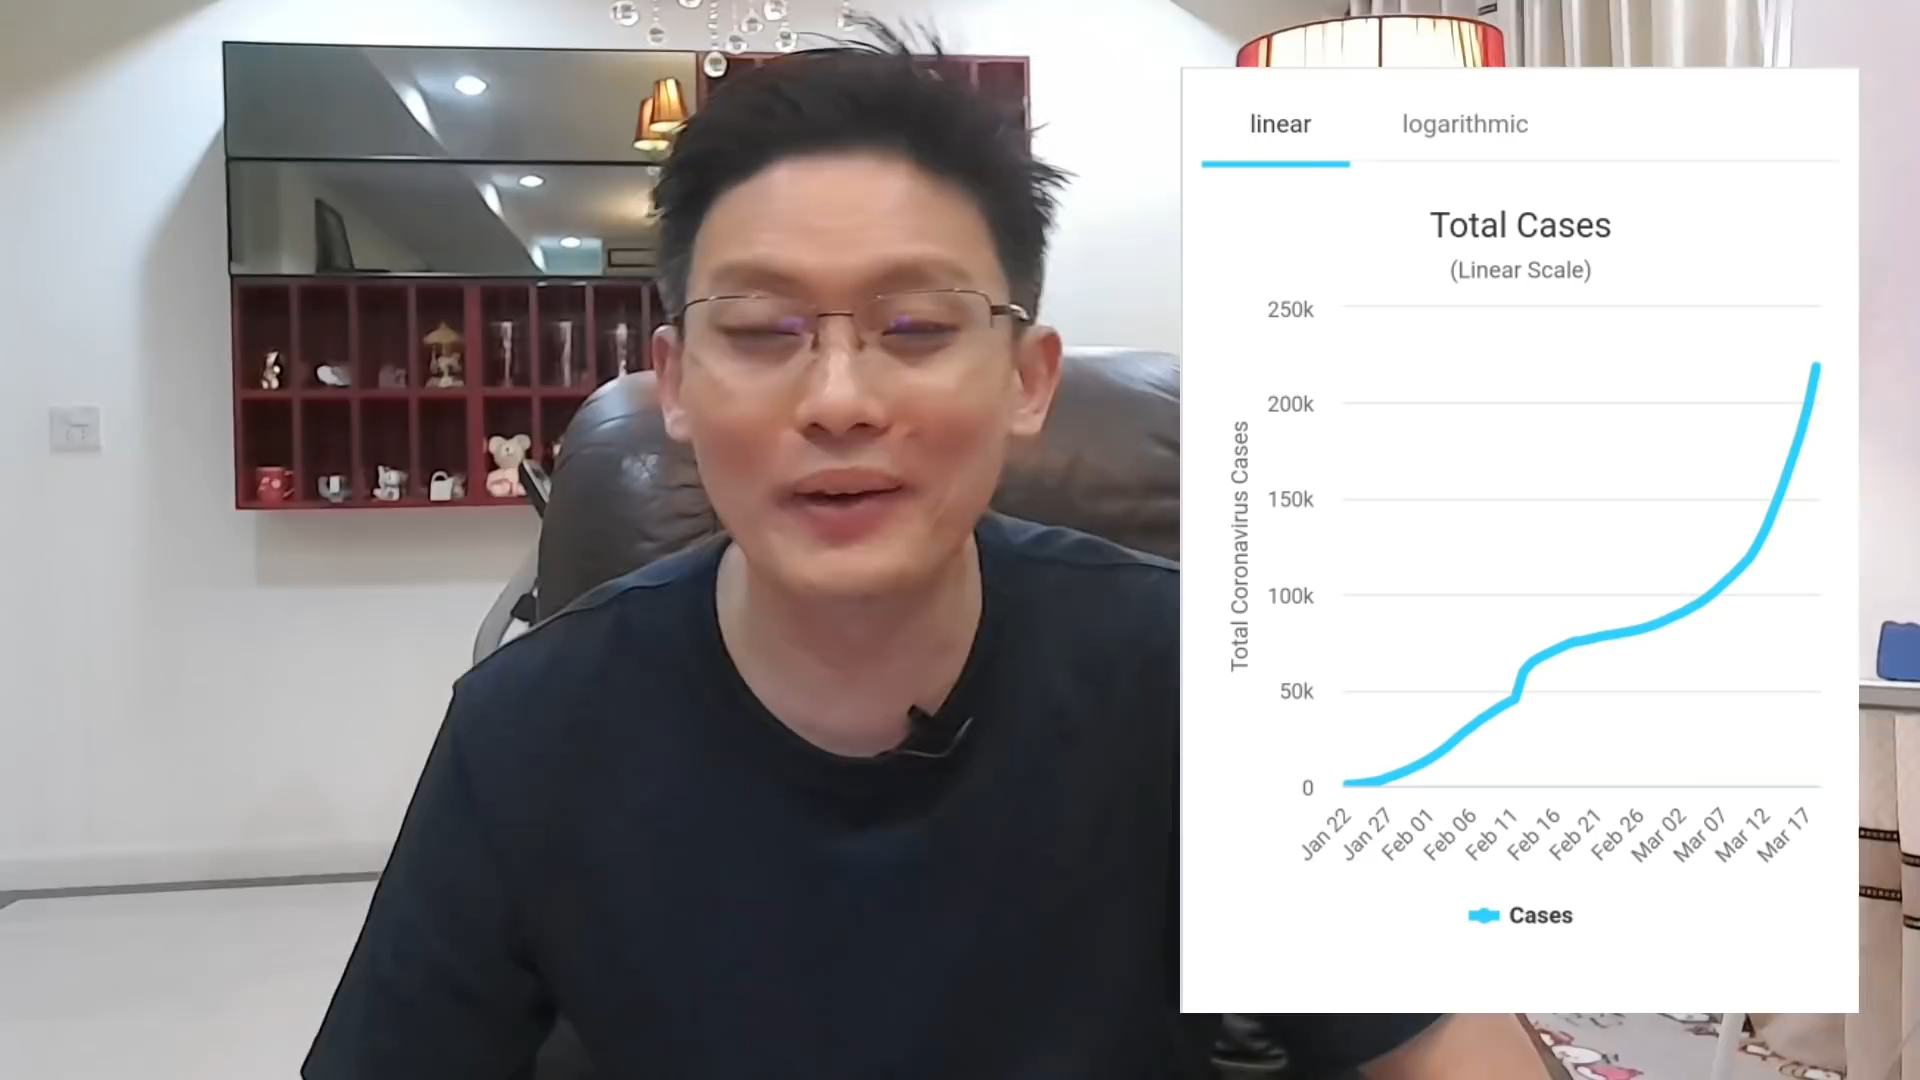 linear
logarithmic
Total Cases
(Linear Scale)
Total Coronavirus Cases
250k
200k
150k
100k
50k
0
Jan 22
Jan 27
Feb 01
Feb 06
Feb 11
Feb 16
Feb 21
Feb 26
Mar 02
Mar 07
Mar 12
Mar 17
Cases